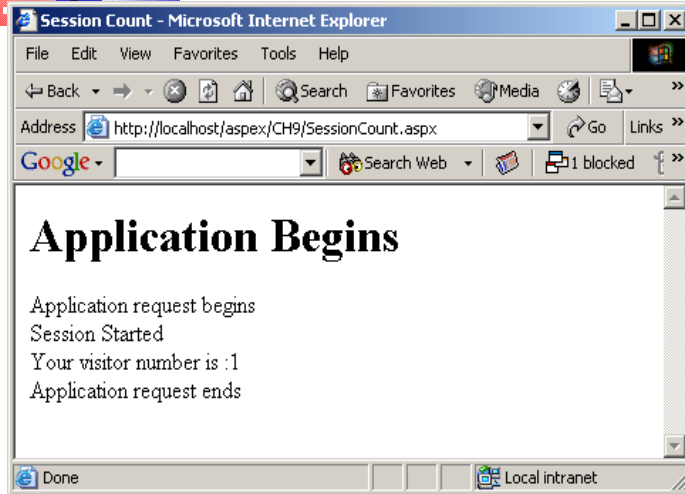 Session Count - Microsoft Internet Explorer
File Edit View Favorites Tools Help
Back Search Favorites Media »
Address http://localhost/aspex/CH9/SessionCount.aspx Go Links »
Google Search Web 1 blocked »
Application Begins
Application request begins
Session Started
Your visitor number is :1
Application request ends
Done Local intranet